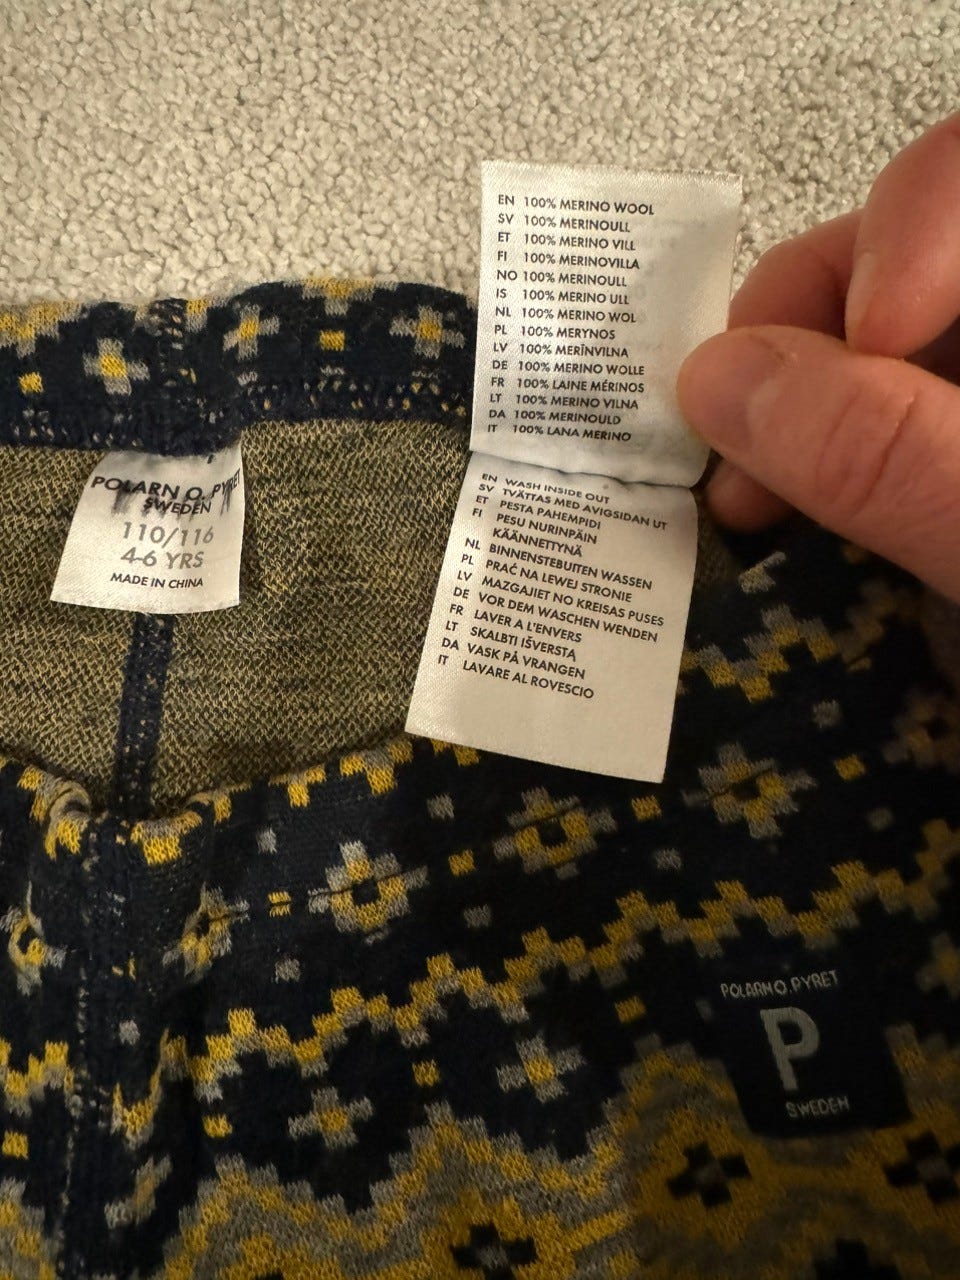 EN 100% MERINO WOOL
SV 100% MERINOULL
ET 100% MERINO VILL
FI 100% MERINOVILLA
NO 100% MERINOULL
IS 100% MERINO ULL
NL 100% MERINO WOL
PL 100% MERYNOS
LV 100% MERĪNVILNA
DE 100% MERINO WOLLE
FR 100% LAINE MÉRINOS
LT 100% MERINO VILNA
DA 100% MERINOULD
IT 100% LANA MERINO
EN WASH INSIDE OUT
SV TVÄTTAS MED AVIGSIDAN UT
ET PESTA PAHEMPIDI
FI PESU NURINPÄIN
KÄÄNNETTYNÄ
NL BINNENSTEBUITEN WASSEN
PL PRAĆ NA LEWEJ STRONIE
LV MAZGAJIET NO KREISAS PUSES
DE VOR DEM WASCHEN WENDEN
FR LAVER A L'ENVERS
LT SKALBTI IŠVERSTĄ
DA VASK PÅ VRANGEN
IT LAVARE AL ROVESCIO
POLARN O. PYRET
SWEDEN
110/116
4-6 YRS
MADE IN CHINA
POLARN O. PYRET
P
SWEDEN